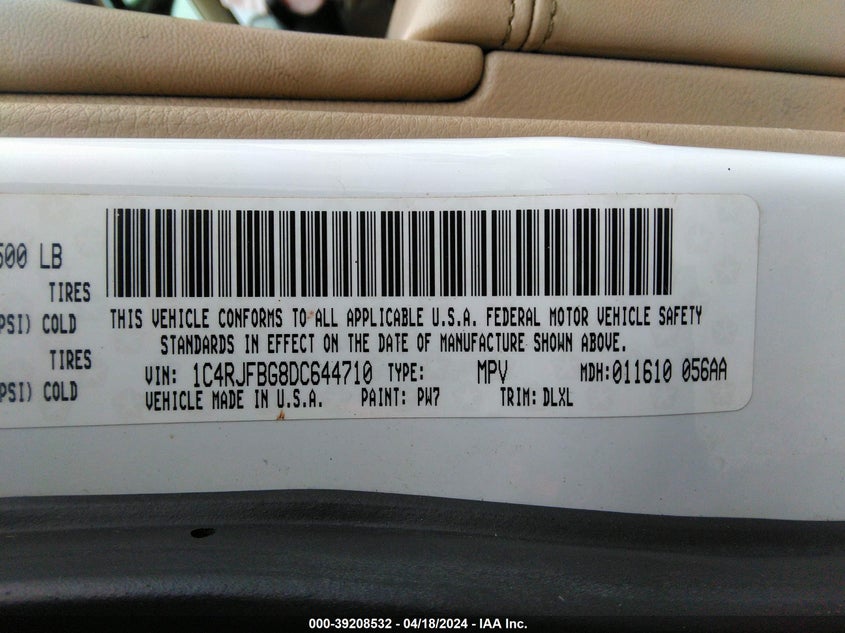 500 LB
TIRES
PSI) COLD
TIRES
PSI) COLD
THIS VEHICLE CONFORMS TO ALL APPLICABLE U.S.A. FEDERAL MOTOR VEHICLE SAFETY
STANDARDS IN EFFECT ON THE DATE OF MANUFACTURE SHOWN ABOVE.
VIN: 1C4RJFBG8DC644710 TYPE: MPV MDH:011610 056AA
VEHICLE MADE IN U.S.A. PAINT: PW7 TRIM: DLXL
000-39208532 - 04/18/2024 - IAA Inc.